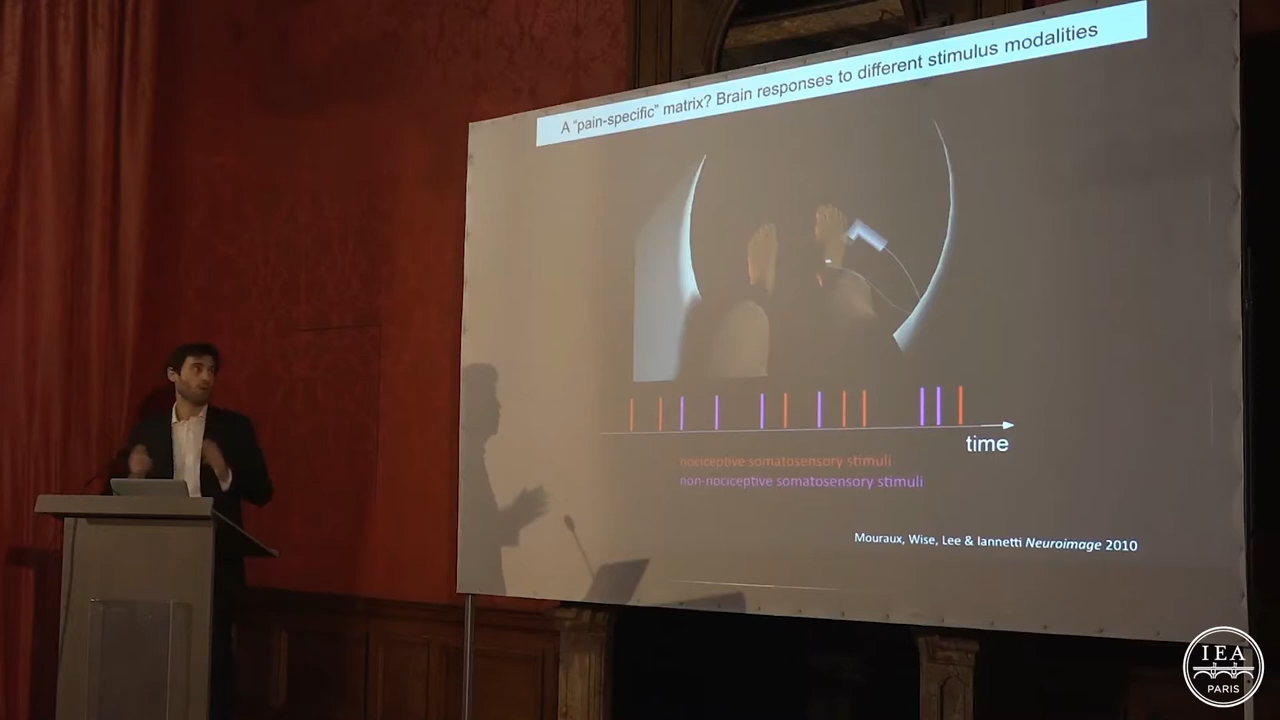 A “pain-specific” matrix? Brain responses to different stimulus modalities
time
nociceptive somatosensory stimuli
non-nociceptive somatosensory stimuli
Mouraux, Wise, Lee & Iannetti Neuroimage 2010
IEA
PARIS